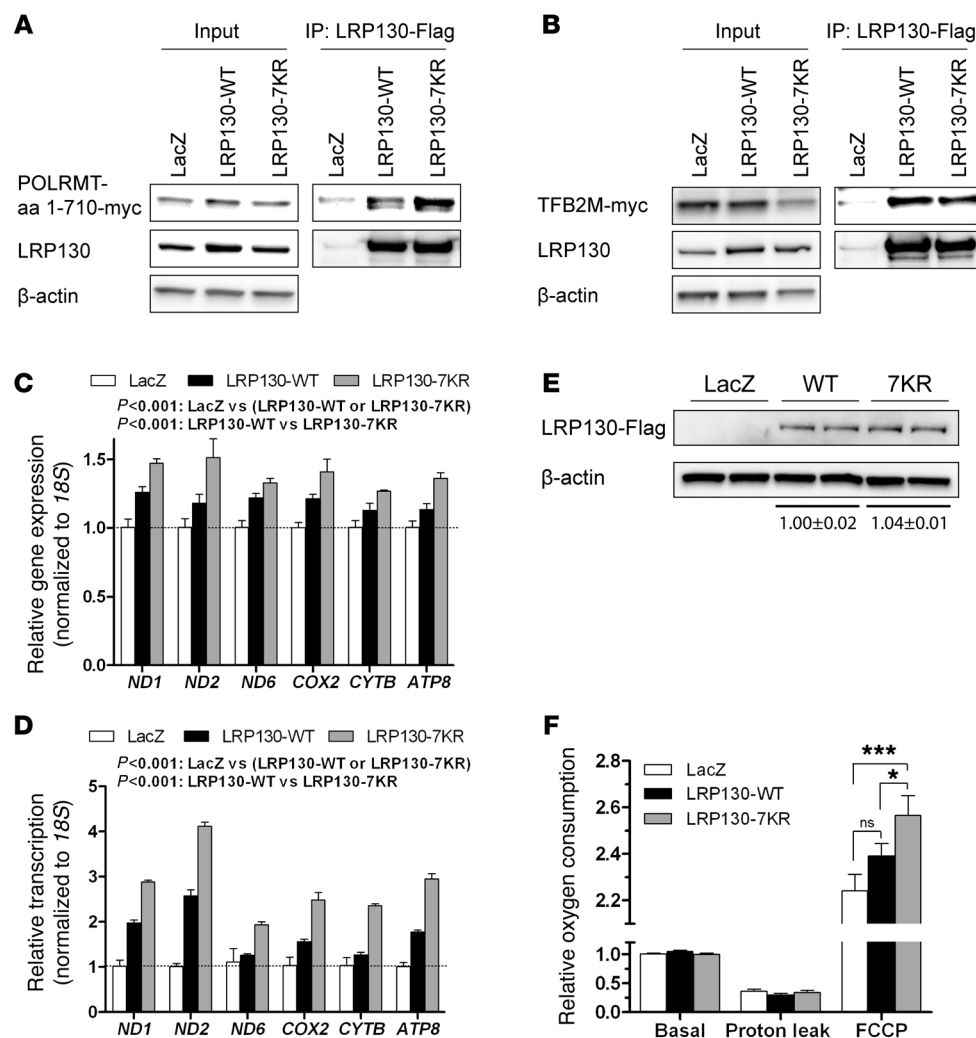 A
Input
IP: LRP130-Flag
LacZ
LRP130-WT
LRP130-7KR
LacZ
LRP130-WT
LRP130-7KR
POLRMT-
aa 1-710-myc
LRP130
β-actin
B
Input
IP: LRP130-Flag
LacZ
LRP130-WT
LRP130-7KR
LacZ
LRP130-WT
LRP130-7KR
TFB2M-myc
LRP130
β-actin
C
LacZ LRP130-WT LRP130-7KR
P<0.001: LacZ vs (LRP130-WT or LRP130-7KR)
P<0.001: LRP130-WT vs LRP130-7KR
Relative gene expression
(normalized to 18S)
1.5
1.0
0.5
0.0
ND1 ND2 ND6 COX2 CYTB ATP8
D
LacZ LRP130-WT LRP130-7KR
P<0.001: LacZ vs (LRP130-WT or LRP130-7KR)
P<0.001: LRP130-WT vs LRP130-7KR
Relative transcription
(normalized to 18S)
5
4
3
2
1
0
ND1 ND2 ND6 COX2 CYTB ATP8
E
LacZ WT 7KR
LRP130-Flag
β-actin
1.00±0.02 1.04±0.01
F
LacZ
LRP130-WT
LRP130-7KR
***
*
ns
Relative oxygen consumption
2.8
2.6
2.4
2.2
1.0
0.5
0.0
Basal Proton leak FCCP